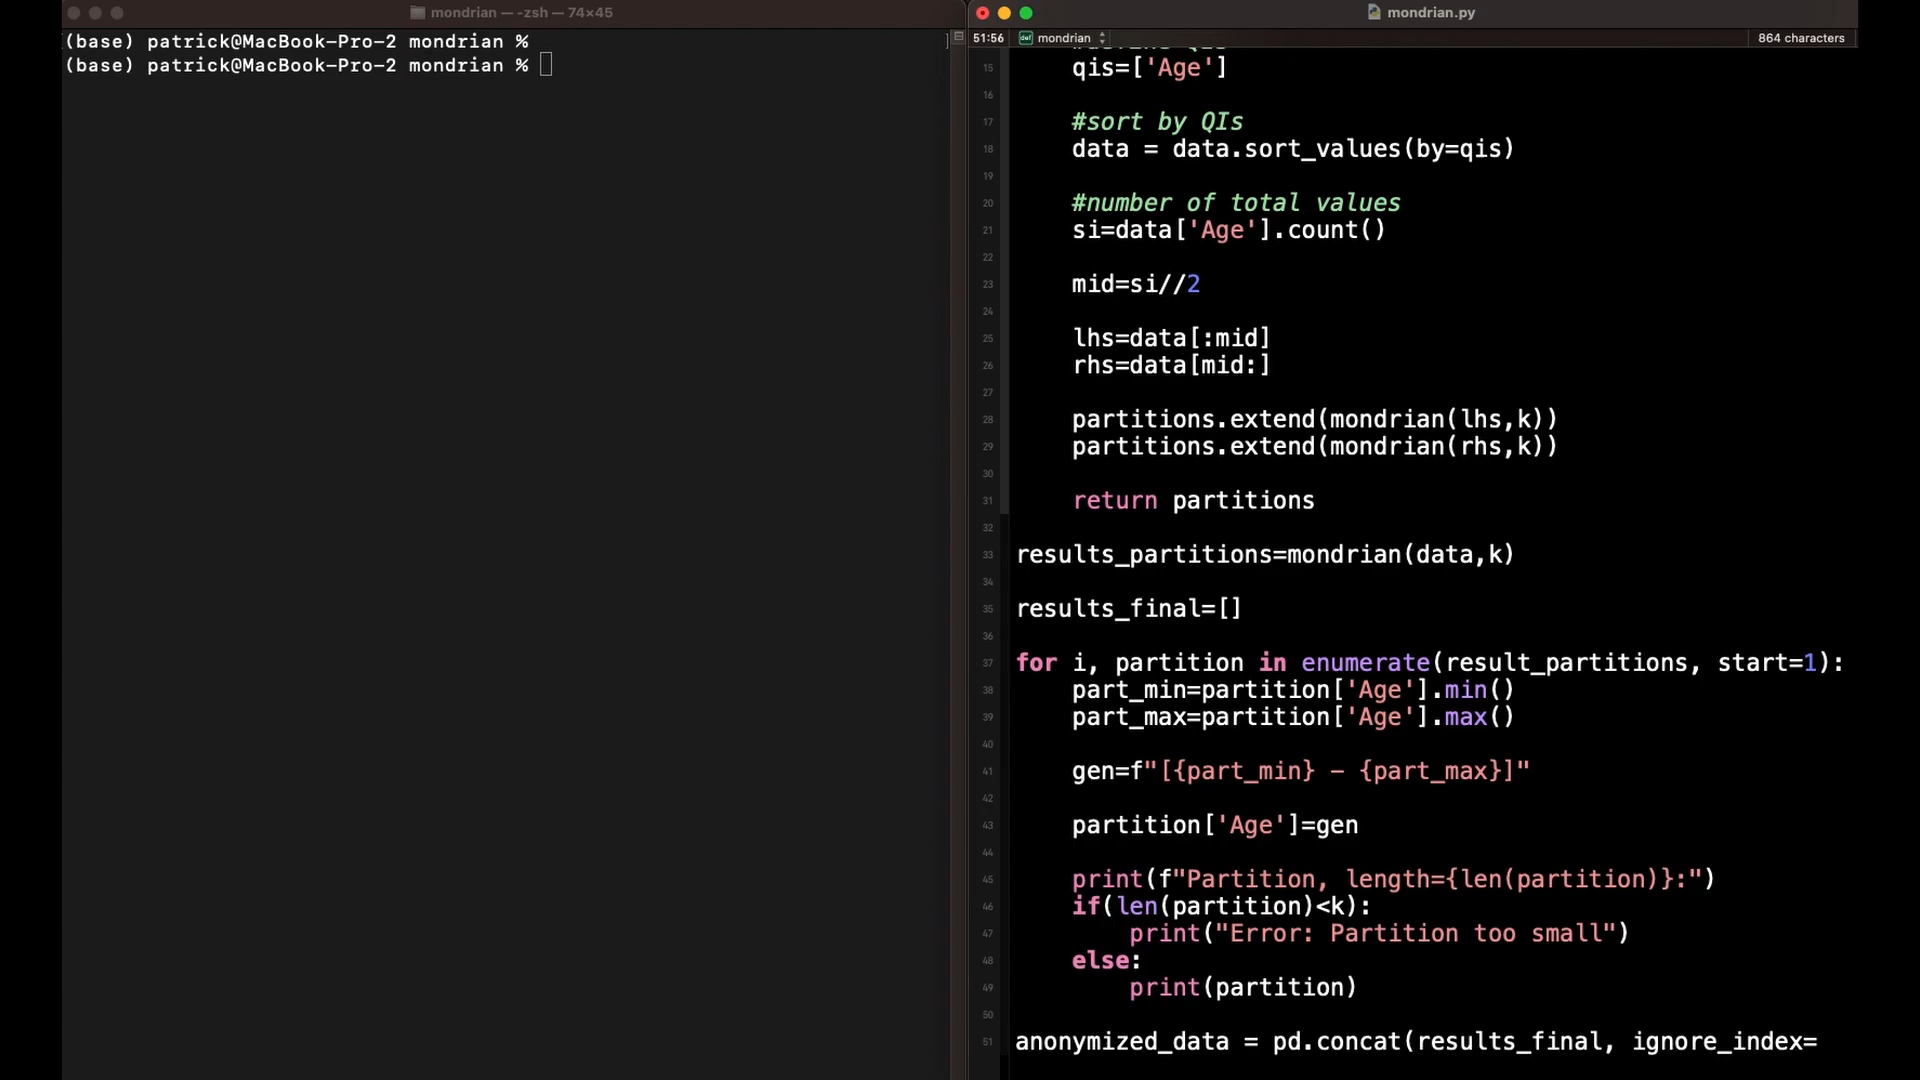 mondrian — -zsh — 74×45
(base) patrick@MacBook-Pro-2 mondrian %
(base) patrick@MacBook-Pro-2 mondrian %
mondrian.py
51:56 def mondrian 864 characters
15 qis=['Age']
16
17 #sort by QIs
18 data = data.sort_values(by=qis)
19
20 #number of total values
21 si=data['Age'].count()
22
23 mid=si//2
24
25 lhs=data[:mid]
26 rhs=data[mid:]
27
28 partitions.extend(mondrian(lhs,k))
29 partitions.extend(mondrian(rhs,k))
30
31 return partitions
32
33 results_partitions=mondrian(data,k)
34
35 results_final=[]
36
37 for i, partition in enumerate(result_partitions, start=1):
38 part_min=partition['Age'].min()
39 part_max=partition['Age'].max()
40
41 gen=f"[{part_min} – {part_max}]"
42
43 partition['Age']=gen
44
45 print(f"Partition, length={len(partition)}:")
46 if(len(partition)<k):
47 print("Error: Partition too small")
48 else:
49 print(partition)
50
51 anonymized_data = pd.concat(results_final, ignore_index=